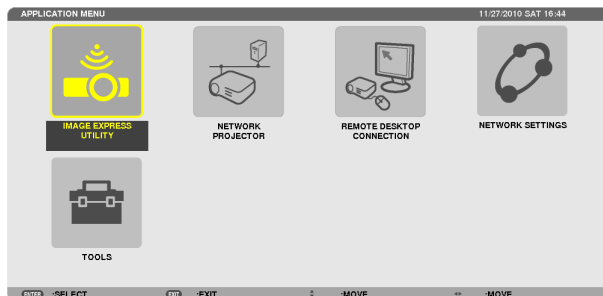 APPLICATION MENU 11/27/2010 SAT 16:44
IMAGE EXPRESS
UTILITY
NETWORK
PROJECTOR
REMOTE DESKTOP
CONNECTION
NETWORK SETTINGS
TOOLS
ENTER :SELECT EXIT :EXIT :MOVE :MOVE